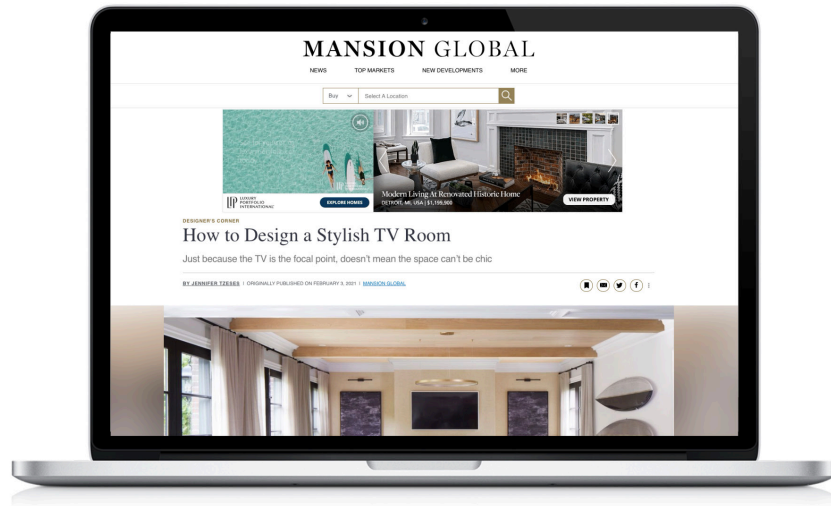 MANSION GLOBAL
NEWS TOP MARKETS NEW DEVELOPMENTS MORE
Buy Select A Location
LUXURY
PORTFOLIO
INTERNATIONAL
EXPLORE HOMES
Modern Living At Renovated Historic Home
DETROIT, MI, USA | $1,199,900
VIEW PROPERTY
DESIGNER'S CORNER
How to Design a Stylish TV Room
Just because the TV is the focal point, doesn't mean the space can't be chic
BY JENNIFER TZESES | ORIGINALLY PUBLISHED ON FEBRUARY 3, 2021 | MANSION GLOBAL